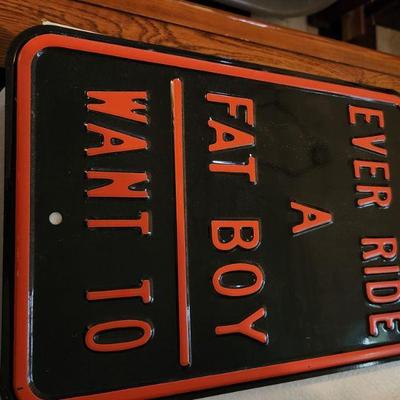 EVER RIDE
A
FAT BOY
WANT TO